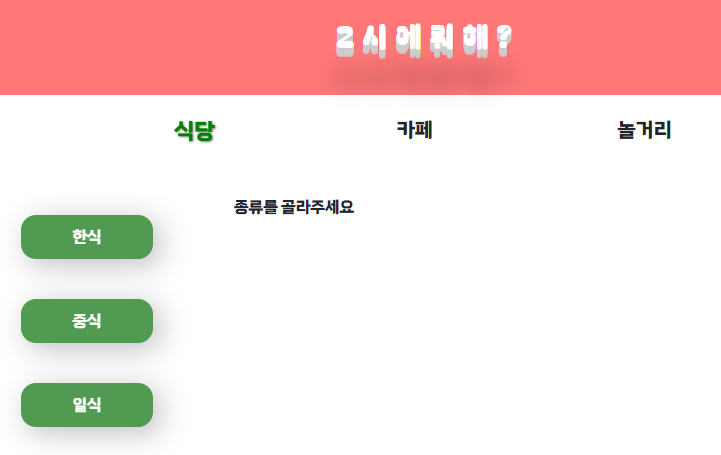 2시에뭐해?
식당 카페 놀거리
종류를 골라주세요
한식
중식
일식